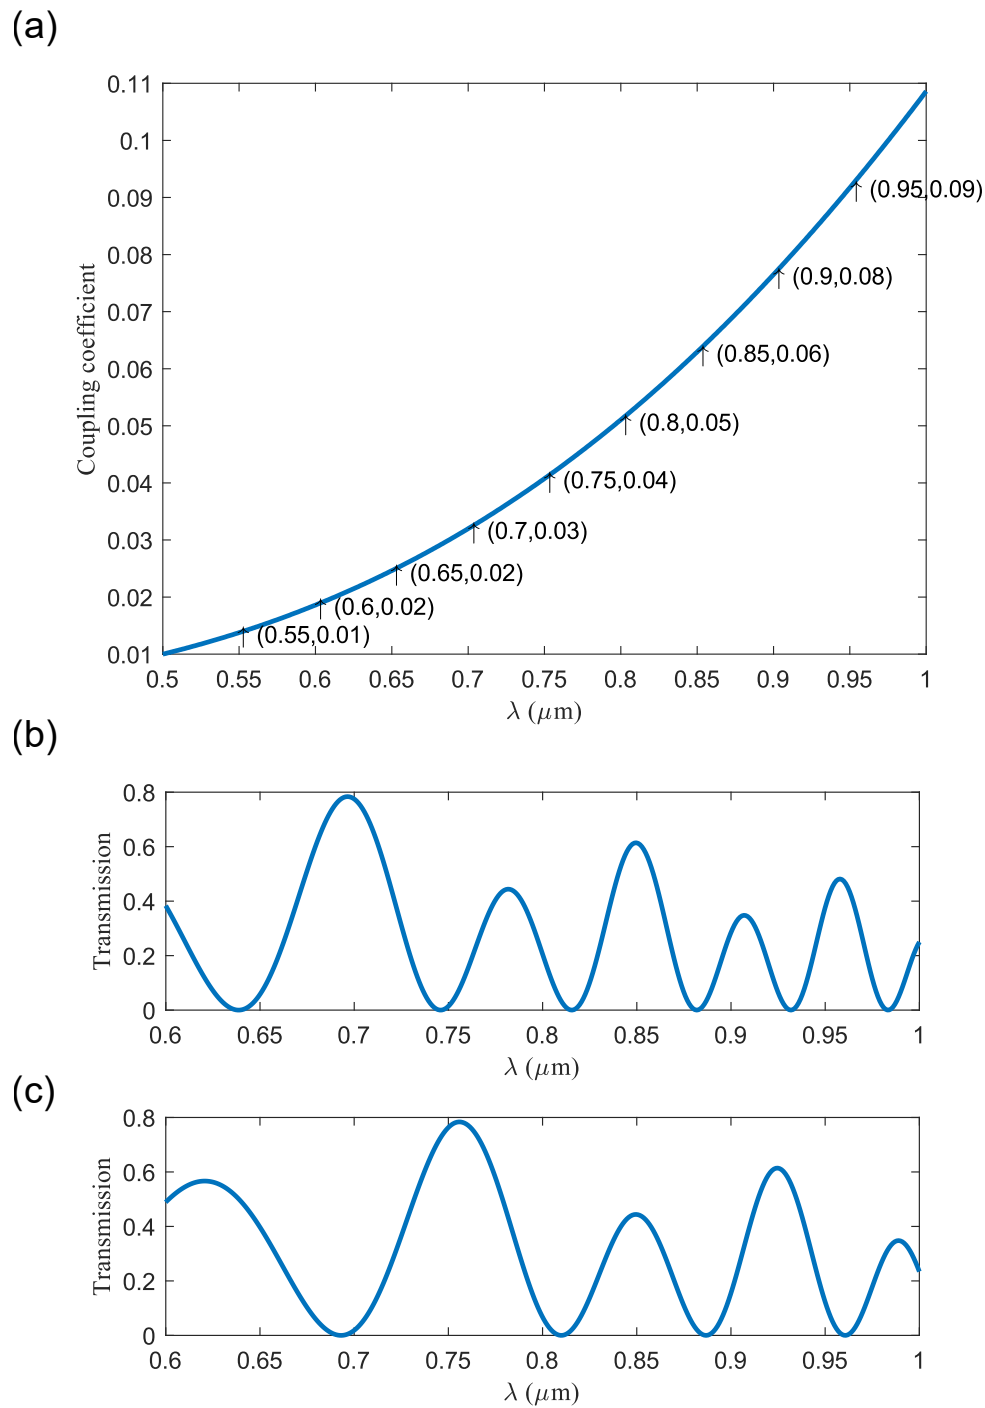 (a)
0.11
0.1
0.09
0.08
0.07
0.06
0.05
0.04
0.03
0.02
0.01
Coupling coefficient
(0.95,0.09)
(0.9,0.08)
(0.85,0.06)
(0.8,0.05)
(0.75,0.04)
(0.7,0.03)
(0.65,0.02)
(0.6,0.02)
(0.55,0.01)
0.5 0.55 0.6 0.65 0.7 0.75 0.8 0.85 0.9 0.95 1
λ (μm)
(b)
0.8
0.6
0.4
0.2
0
Transmission
0.6 0.65 0.7 0.75 0.8 0.85 0.9 0.95 1
λ (μm)
(c)
0.8
0.6
0.4
0.2
0
Transmission
0.6 0.65 0.7 0.75 0.8 0.85 0.9 0.95 1
λ (μm)